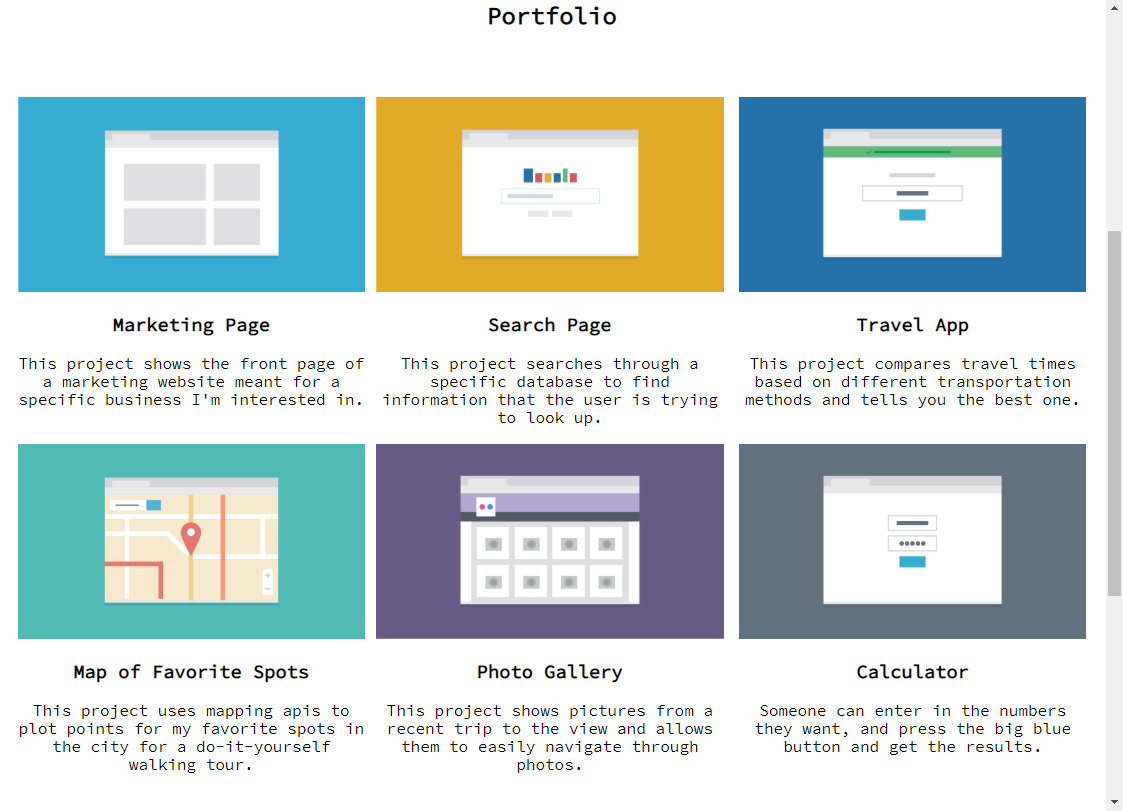 Portfolio
Marketing Page
This project shows the front page of
a marketing website meant for a
specific business I'm interested in.
Search Page
This project searches through a
specific database to find
information that the user is trying
to look up.
Travel App
This project compares travel times
based on different transportation
methods and tells you the best one.
Map of Favorite Spots
This project uses mapping apis to
plot points for my favorite spots in
the city for a do-it-yourself
walking tour.
Photo Gallery
This project shows pictures from a
recent trip to the view and allows
them to easily navigate through
photos.
Calculator
Someone can enter in the numbers
they want, and press the big blue
button and get the results.